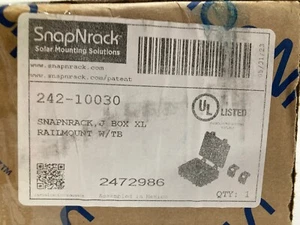 SnapNrack
Solar Mounting Solutions
www.snapnrack.com
www.snapnrack.com/patent
242-10030
UL LISTED
SNAPNRACK,J BOX XL
RAILMOUNT W/TB
2472986
QTY: 1